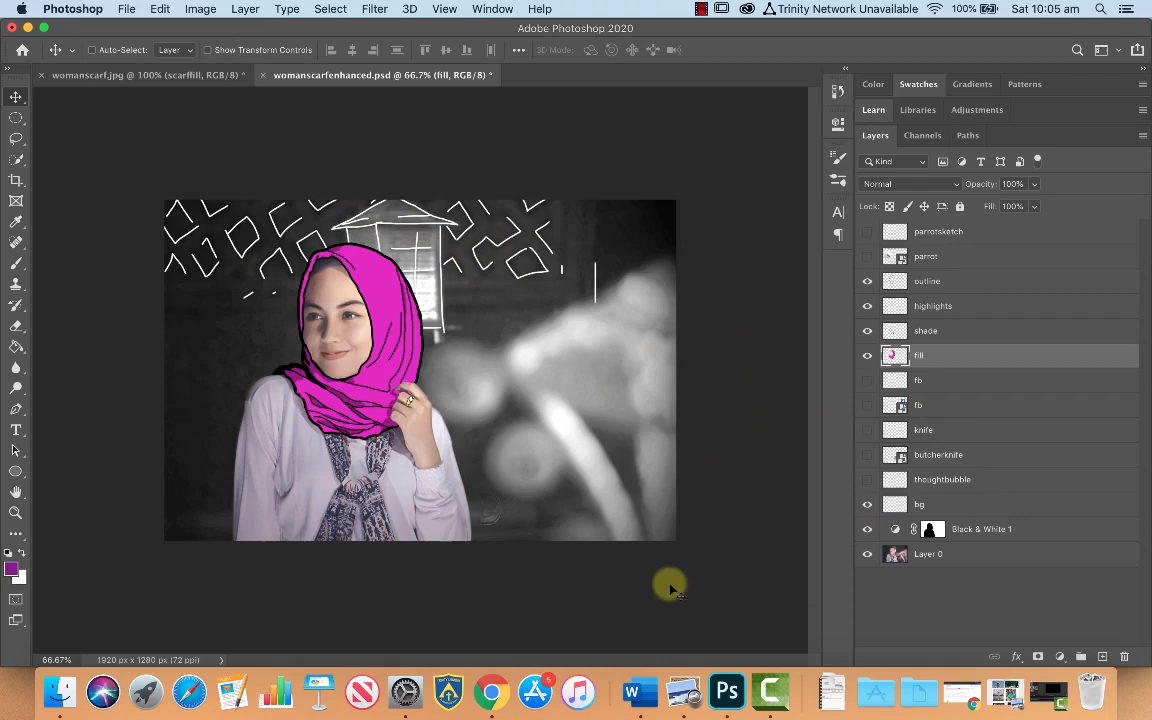 Photoshop File Edit Image Layer Type Select Filter 3D View Window Help Trinity Network Unavailable 100% Sat 10:05 am
Adobe Photoshop 2020
Auto-Select: Layer Show Transform Controls 3D Mode:
womanscarf.jpg @ 100% (scarffill, RGB/8) * womanscarfenhanced.psd @ 66.7% (fill, RGB/8) *
Color Swatches Gradients Patterns
Learn Libraries Adjustments
Layers Channels Paths
Kind
Normal Opacity: 100%
Lock: Fill: 100%
parrotsketch
parrot
outline
highlights
shade
fill
fb
fb
knife
butcherknife
thoughtbubble
bg
Black & White 1
Layer 0
66.67% 1920 px x 1280 px (72 ppi)
5
W Ps C